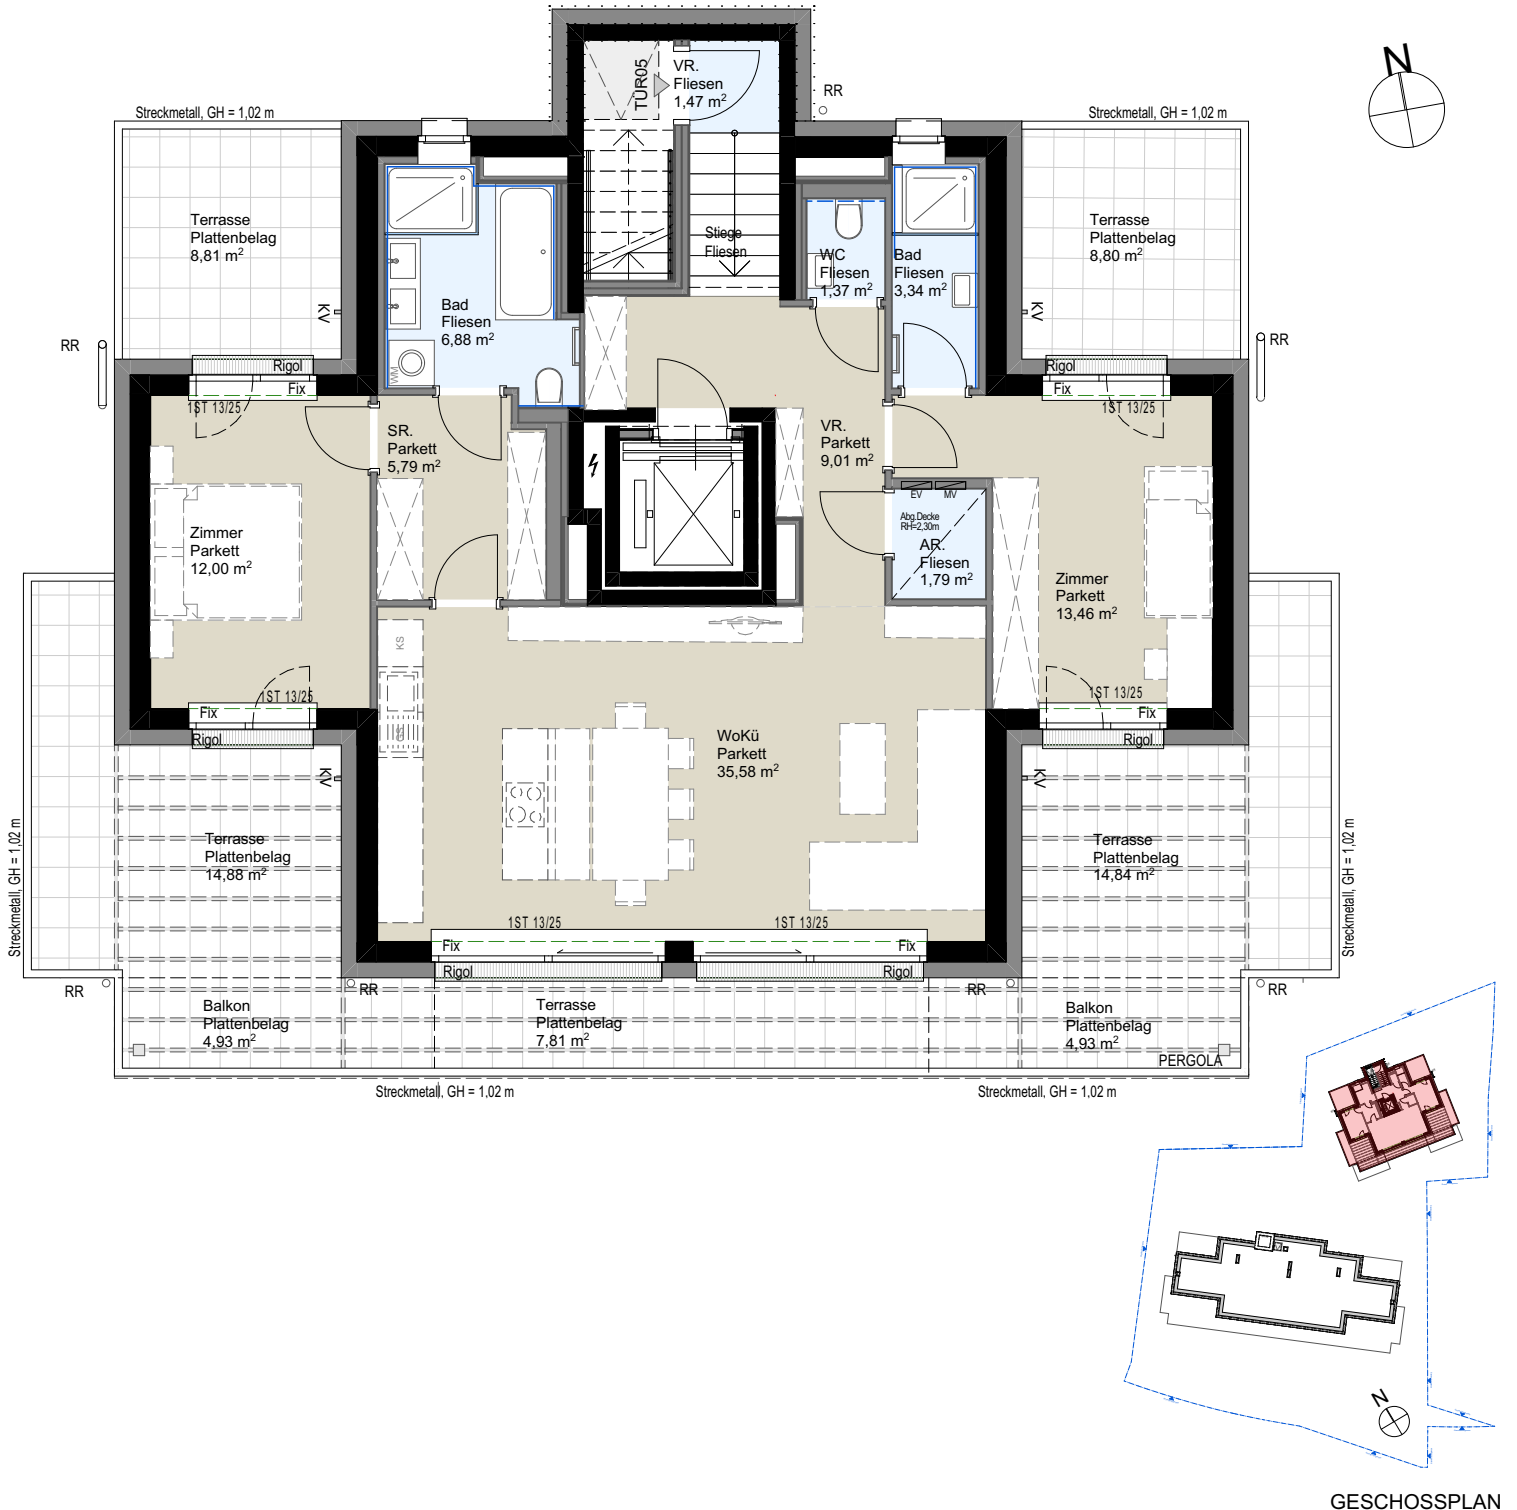 N
TÜR05
VR.
Fliesen
1,47 m²
RR
Streckmetall, GH = 1,02 m
Streckmetall, GH = 1,02 m
Terrasse
Plattenbelag
8,81 m²
Terrasse
Plattenbelag
8,80 m²
Stiege
Fliesen
WC
Fliesen
1,37 m²
Bad
Fliesen
3,34 m²
Bad
Fliesen
6,88 m²
KV
KV
RR
RR
WM
Rigol
Fix
1ST 13/25
Rigol
Fix
1ST 13/25
SR.
Parkett
5,79 m²
VR.
Parkett
9,01 m²
EV
MV
Abg.Decke
RH=2,30m
AR.
Fliesen
1,79 m²
Zimmer
Parkett
12,00 m²
Zimmer
Parkett
13,46 m²
KS
GS
1ST 13/25
Fix
Rigol
1ST 13/25
Fix
Rigol
WoKü
Parkett
35,58 m²
KV
KV
Terrasse
Plattenbelag
14,88 m²
Terrasse
Plattenbelag
14,84 m²
Streckmetall, GH = 1,02 m
Streckmetall, GH = 1,02 m
1ST 13/25
1ST 13/25
Fix
Fix
Rigol
Rigol
RR
RR
RR
RR
Balkon
Plattenbelag
4,93 m²
Terrasse
Plattenbelag
7,81 m²
Balkon
Plattenbelag
4,93 m²
PERGOLA
Streckmetall, GH = 1,02 m
Streckmetall, GH = 1,02 m
N
GESCHOSSPLAN